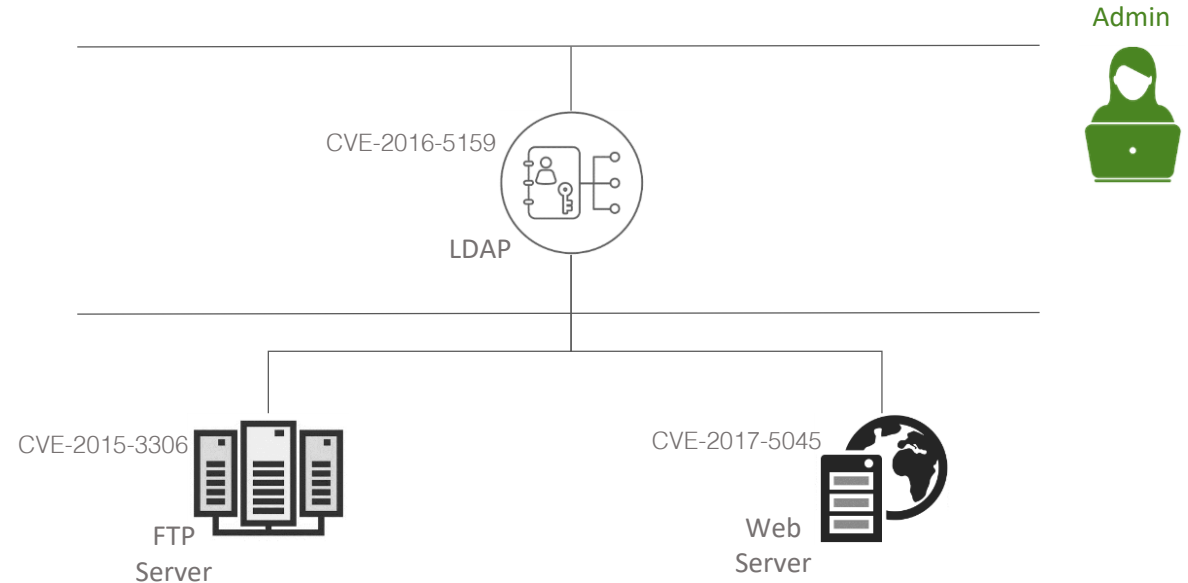 Admin
CVE-2016-5159
LDAP
CVE-2015-3306
FTP
Server
CVE-2017-5045
Web
Server